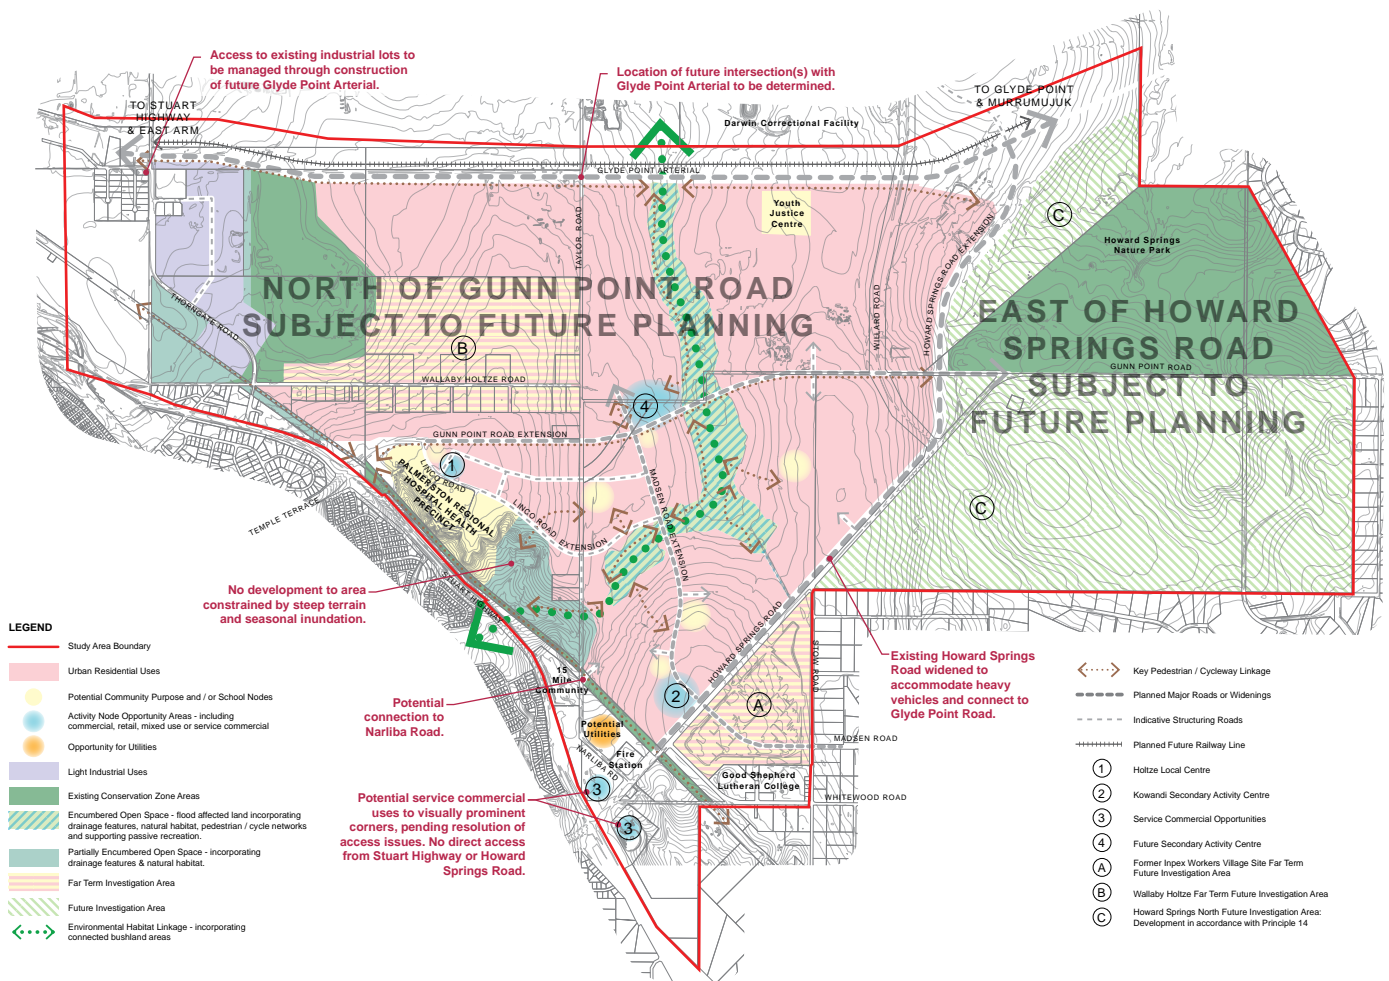 Access to existing industrial lots to
be managed through construction
of future Glyde Point Arterial.
Location of future intersection(s) with
Glyde Point Arterial to be determined.
TO STUART
HIGHWAY
& EAST ARM
TO GLYDE POINT
& MURRUMUJUK
Darwin Correctional Facility
GLYDE POINT ARTERIAL
Youth
Justice
Centre
TAYLOR ROAD
HOWARD SPRINGS ROAD EXTENSION
WILLARD ROAD
Howard Springs
Nature Park
C
NORTH OF GUNN POINT ROAD
SUBJECT TO FUTURE PLANNING
EAST OF HOWARD
SPRINGS ROAD
SUBJECT TO
FUTURE PLANNING
THORNGATE ROAD
B
WALLABY HOLTZE ROAD
GUNN POINT ROAD
4
GUNN POINT ROAD EXTENSION
1
LINCO ROAD
PALMERSTON REGIONAL
HOSPITAL HEALTH
PRECINCT
LINCO ROAD EXTENSION
MADSEN ROAD EXTENSION
C
TEMPLE TERRACE
STUART HIGHWAY
No development to area
constrained by steep terrain
and seasonal inundation.
HOWARD SPRINGS ROAD
STOW ROAD
Existing Howard Springs
Road widened to
accommodate heavy
vehicles and connect to
Glyde Point Road.
15
Mile
Community
2
A
Potential
connection to
Narliba Road.
Potential
Utilities
NARLIBA RD
Fire
Station
MADSEN ROAD
Good Shepherd
Lutheran College
WHITEWOOD ROAD
3
3
Potential service commercial
uses to visually prominent
corners, pending resolution of
access issues. No direct access
from Stuart Highway or Howard
Springs Road.
LEGEND
Study Area Boundary
Urban Residential Uses
Potential Community Purpose and / or School Nodes
Activity Node Opportunity Areas - including
commercial, retail, mixed use or service commercial
Opportunity for Utilities
Light Industrial Uses
Existing Conservation Zone Areas
Encumbered Open Space - flood affected land incorporating
drainage features, natural habitat, pedestrian / cycle networks
and supporting passive recreation.
Partially Encumbered Open Space - incorporating
drainage features & natural habitat.
Far Term Investigation Area
Future Investigation Area
Environmental Habitat Linkage - incorporating
connected bushland areas
Key Pedestrian / Cycleway Linkage
Planned Major Roads or Widenings
Indicative Structuring Roads
Planned Future Railway Line
1 Holtze Local Centre
2 Kowandi Secondary Activity Centre
3 Service Commercial Opportunities
4 Future Secondary Activity Centre
A Former Inpex Workers Village Site Far Term
Future Investigation Area
B Wallaby Holtze Far Term Future Investigation Area
C Howard Springs North Future Investigation Area:
Development in accordance with Principle 14